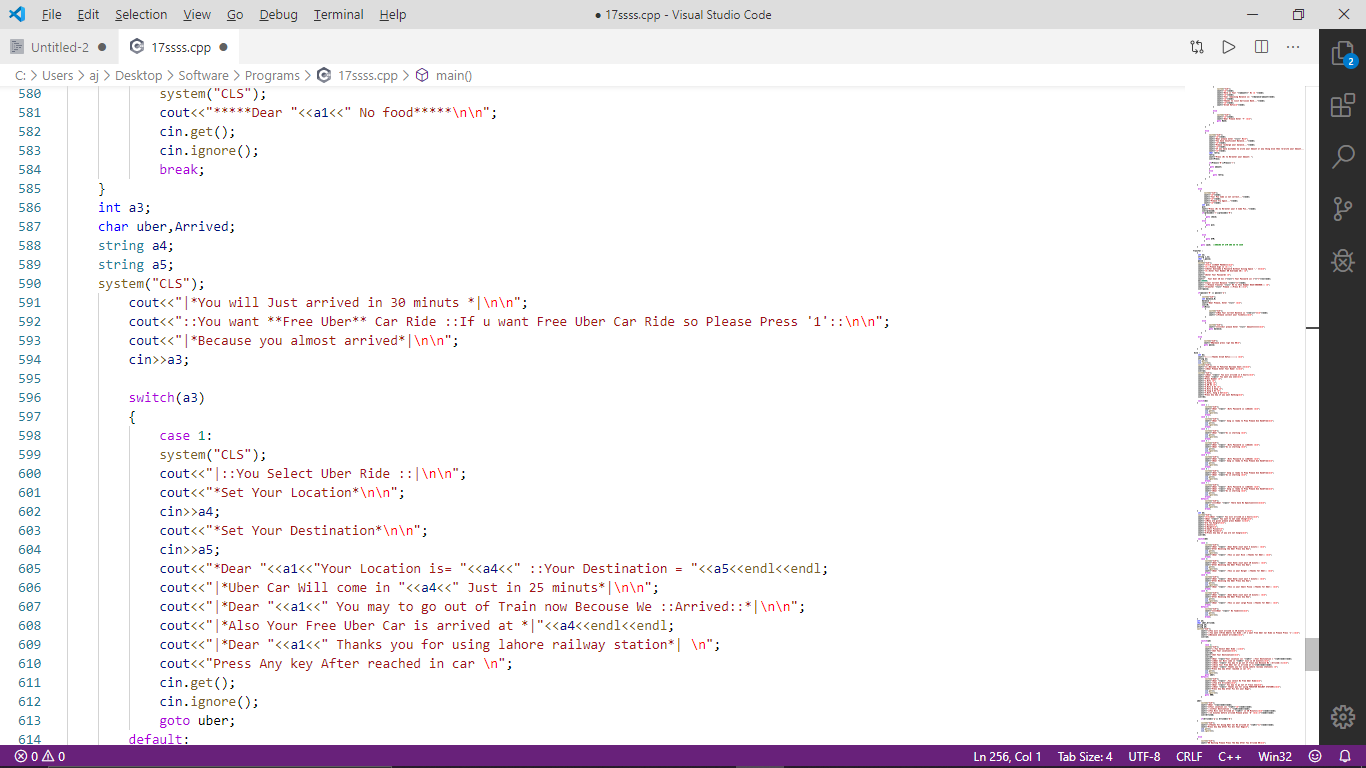 File Edit Selection View Go Debug Terminal Help
● 17ssss.cpp - Visual Studio Code
Untitled-2 ● 17ssss.cpp ●
C: > Users > aj > Desktop > Software > Programs > 17ssss.cpp > main()
580 system("CLS");
581 cout<<"*****Dear "<<a1<<" No food*****\n\n";
582 cin.get();
583 cin.ignore();
584 break;
585 }
586 int a3;
587 char uber,Arrived;
588 string a4;
589 string a5;
590 system("CLS");
591 cout<<"|*You will Just arrived in 30 minuts *|\n\n";
592 cout<<"::You want **Free Uber** Car Ride ::If u want Free Uber Car Ride so Please Press '1'::\n\n";
593 cout<<"|*Because you almost arrived*|\n\n";
594 cin>>a3;
595
596 switch(a3)
597 {
598 case 1:
599 system("CLS");
600 cout<<"|::You Select Uber Ride ::|\n\n";
601 cout<<"*Set Your Location*\n\n";
602 cin>>a4;
603 cout<<"*Set Your Destination*\n\n";
604 cin>>a5;
605 cout<<"*Dear "<<a1<<"Your Location is= "<<a4<<" ::Your Destination = "<<a5<<endl<<endl;
606 cout<<"|*Uber Car Will come in "<<a4<<" Just in 25 minuts*|\n\n";
607 cout<<"|*Dear "<<a1<<" You may to go out of Train now Becouse We ::Arrived::*|\n\n";
608 cout<<"|*Also Your Free Uber Car is arrived at *|"<<a4<<endl<<endl;
609 cout<<"|*Dear "<<a1<<" Thanks you for using lahore railway station*| \n";
610 cout<<"Press Any key After reached in car \n";
611 cin.get();
612 cin.ignore();
613 goto uber;
614 default:
2
0 0
Ln 256, Col 1 Tab Size: 4 UTF-8 CRLF C++ Win32